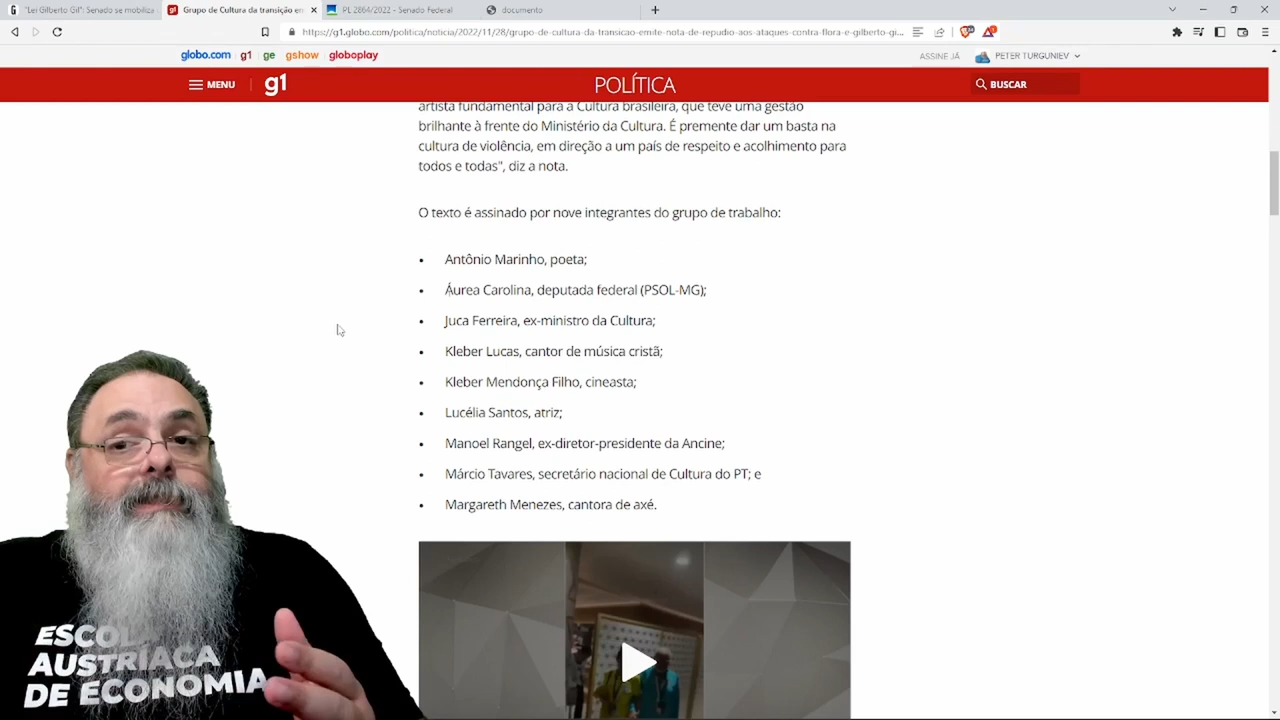 "Lei Gilberto Gil": Senado se mobiliza
Grupo de Cultura da transição em
PL 2864/2022 - Senado Federal
documento
https://g1.globo.com/politica/noticia/2022/11/28/grupo-de-cultura-da-transicao-emite-nota-de-repudio-aos-ataques-contra-flora-e-gilberto-gi...
globo.com g1 ge gshow globoplay
ASSINE JÁ
PETER TURGUNIEV
MENU
g1
POLÍTICA
BUSCAR
artista fundamental para a Cultura brasileira, que teve uma gestão
brilhante à frente do Ministério da Cultura. É premente dar um basta na
cultura de violência, em direção a um país de respeito e acolhimento para
todos e todas", diz a nota.
O texto é assinado por nove integrantes do grupo de trabalho:
• Antônio Marinho, poeta;
• Áurea Carolina, deputada federal (PSOL-MG);
• Juca Ferreira, ex-ministro da Cultura;
• Kleber Lucas, cantor de música cristã;
• Kleber Mendonça Filho, cineasta;
• Lucélia Santos, atriz;
• Manoel Rangel, ex-diretor-presidente da Ancine;
• Márcio Tavares, secretário nacional de Cultura do PT; e
• Margareth Menezes, cantora de axé.
ESCOLA
AUSTRÍACA
DE ECONOMIA